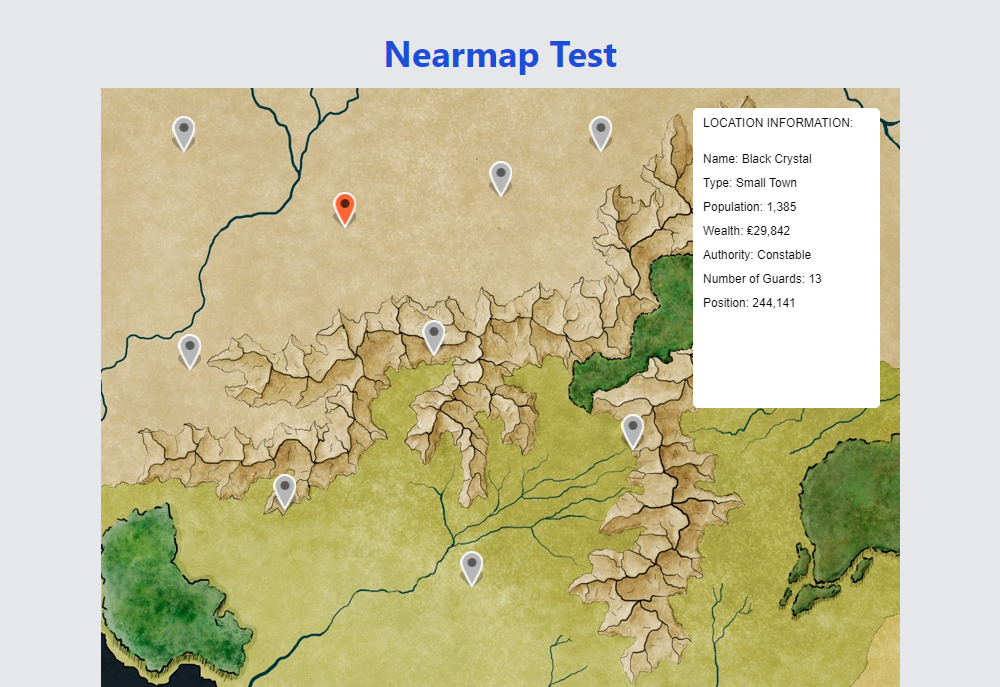 Nearmap Test
LOCATION INFORMATION:
Name: Black Crystal
Type: Small Town
Population: 1,385
Wealth: ₤29,842
Authority: Constable
Number of Guards: 13
Position: 244,141